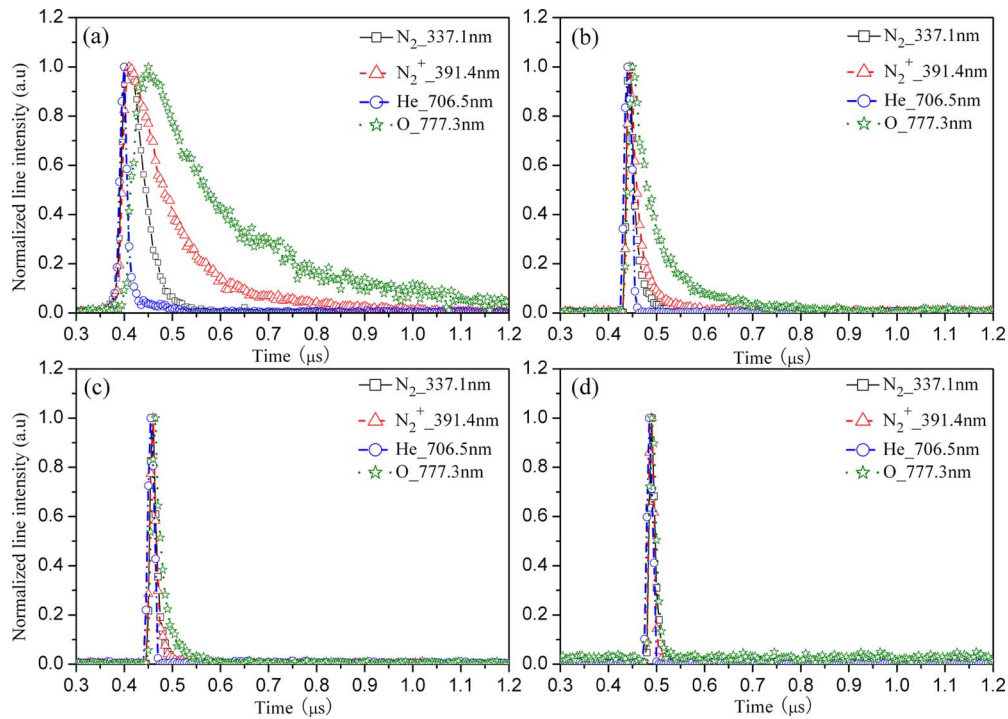 (a)
N₂_337.1nm
N₂⁺_391.4nm
He_706.5nm
O_777.3nm
Normalized line intensity (a.u)
1.2
1.0
0.8
0.6
0.4
0.2
0.0
0.3 0.4 0.5 0.6 0.7 0.8 0.9 1.0 1.1 1.2
Time (μs)
(b)
N₂_337.1nm
N₂⁺_391.4nm
He_706.5nm
O_777.3nm
1.2
1.0
0.8
0.6
0.4
0.2
0.0
0.3 0.4 0.5 0.6 0.7 0.8 0.9 1.0 1.1 1.2
Time (μs)
(c)
N₂_337.1nm
N₂⁺_391.4nm
He_706.5nm
O_777.3nm
Normalized line intensity (a.u)
1.2
1.0
0.8
0.6
0.4
0.2
0.0
0.3 0.4 0.5 0.6 0.7 0.8 0.9 1.0 1.1 1.2
Time (μs)
(d)
N₂_337.1nm
N₂⁺_391.4nm
He_706.5nm
O_777.3nm
1.2
1.0
0.8
0.6
0.4
0.2
0.0
0.3 0.4 0.5 0.6 0.7 0.8 0.9 1.0 1.1 1.2
Time (μs)